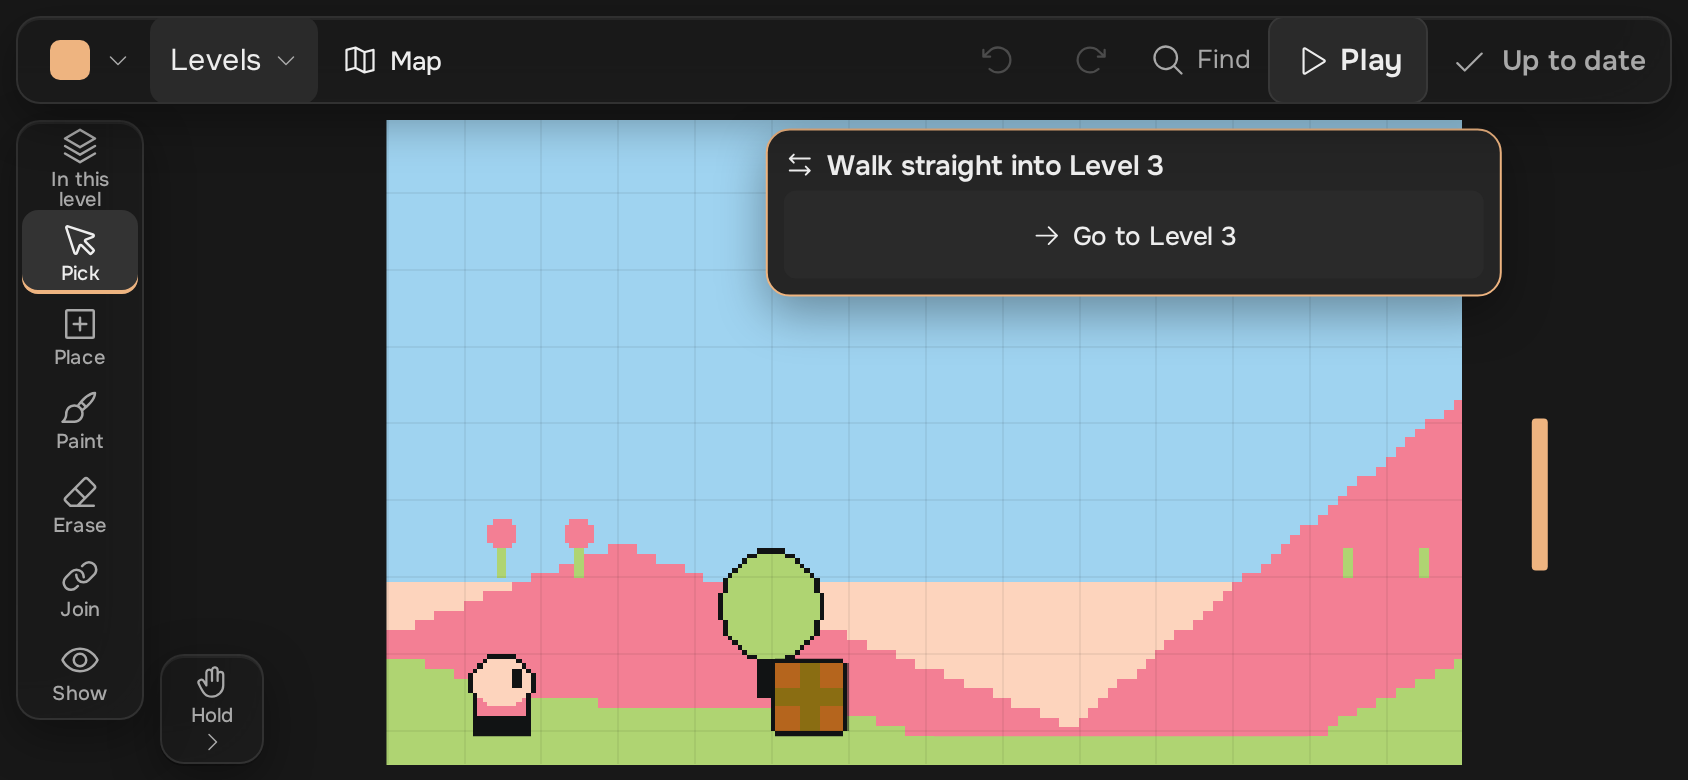 Levels
Map
Find
Play
Up to date
In this
level
Pick
Place
Paint
Erase
Join
Show
Hold
Walk straight into Level 3
Go to Level 3